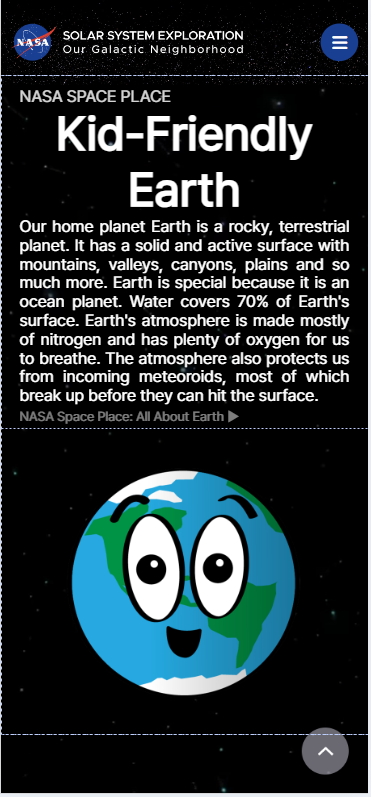 NASA
SOLAR SYSTEM EXPLORATION
Our Galactic Neighborhood
NASA SPACE PLACE
Kid-Friendly
Earth
Our home planet Earth is a rocky, terrestrial
planet. It has a solid and active surface with
mountains, valleys, canyons, plains and so
much more. Earth is special because it is an
ocean planet. Water covers 70% of Earth's
surface. Earth's atmosphere is made mostly
of nitrogen and has plenty of oxygen for us
to breathe. The atmosphere also protects us
from incoming meteoroids, most of which
break up before they can hit the surface.
NASA Space Place: All About Earth ▶